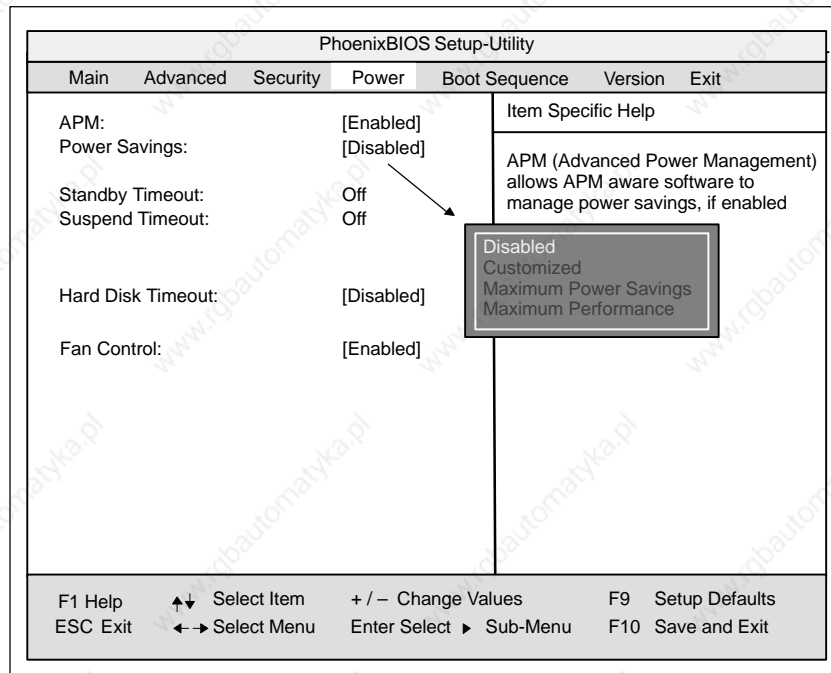 PhoenixBIOS Setup-Utility
Main Advanced Security Power Boot Sequence Version Exit
APM: [Enabled]
Power Savings: [Disabled]
Standby Timeout: Off
Suspend Timeout: Off
Hard Disk Timeout: [Disabled]
Fan Control: [Enabled]
Item Specific Help
APM (Advanced Power Management)
allows APM aware software to
manage power savings, if enabled
Disabled
Customized
Maximum Power Savings
Maximum Performance
F1 Help Select Item + / – Change Values F9 Setup Defaults
ESC Exit Select Menu Enter Select Sub-Menu F10 Save and Exit
www.rgbautomatyka.pl